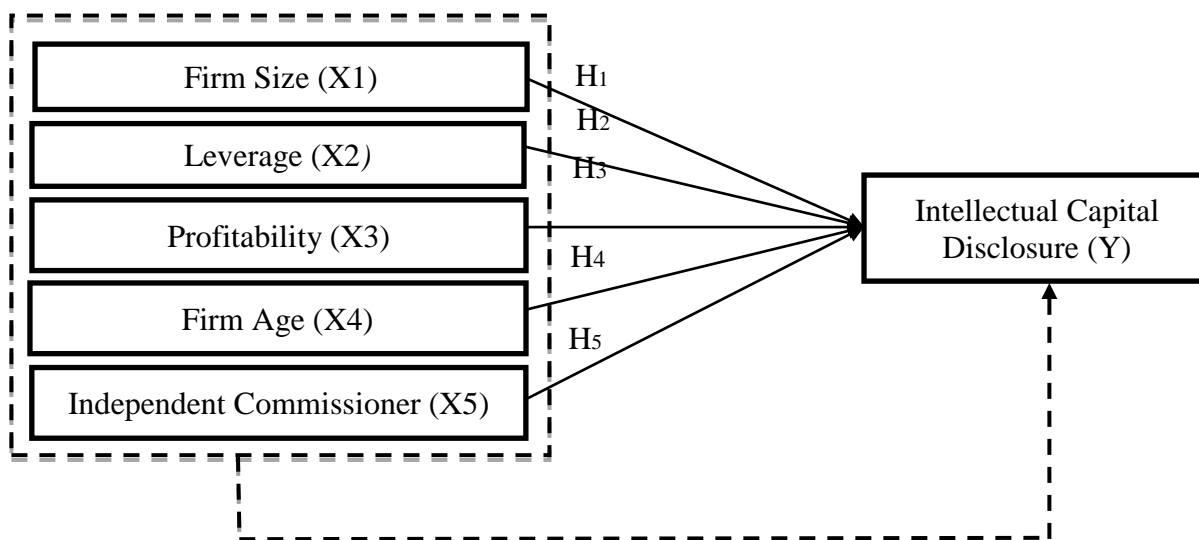 Firm Size (X1)
Leverage (X2)
Profitability (X3)
Firm Age (X4)
Independent Commissioner (X5)
H1
H2
H3
H4
H5
Intellectual Capital
Disclosure (Y)